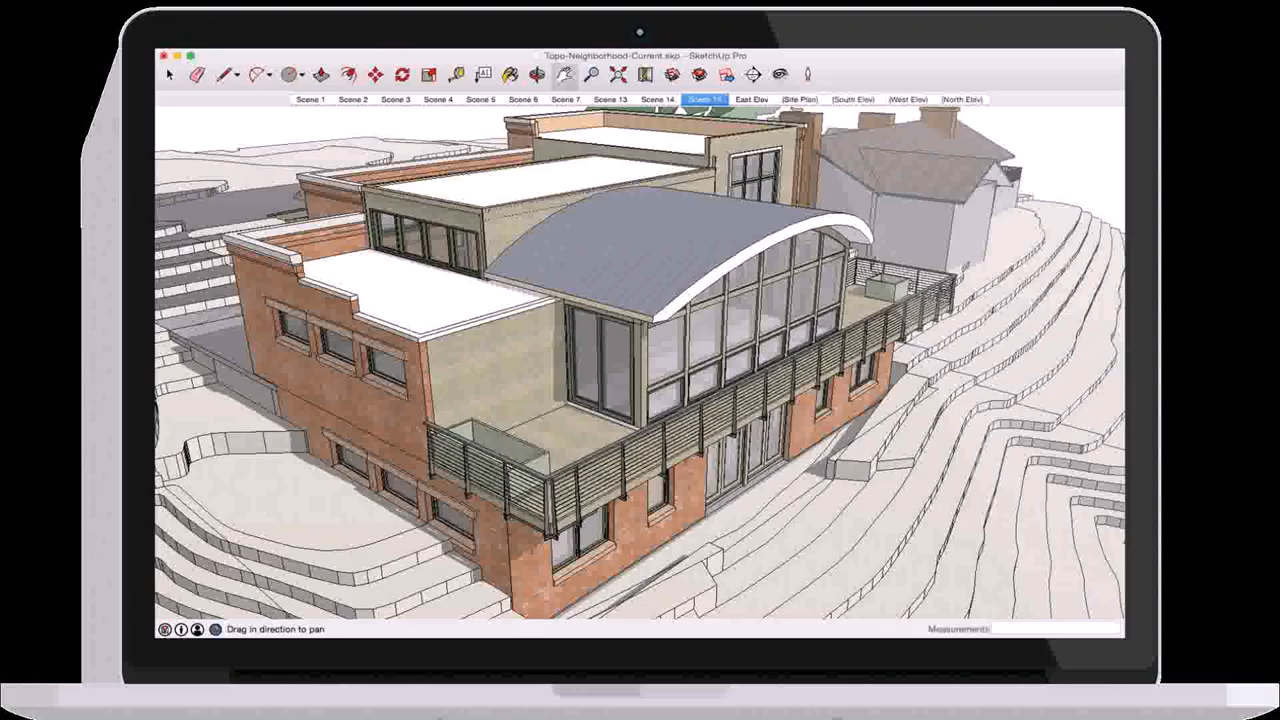 Topo-Neighborhood-Current.skp - SketchUp Pro
A1
Scene 1 Scene 2 Scene 3 Scene 4 Scene 5 Scene 6 Scene 7 Scene 13 Scene 14 East Elev (Site Plan) (South Elev) (West Elev) (North Elev)
Drag in direction to pan
Measurements